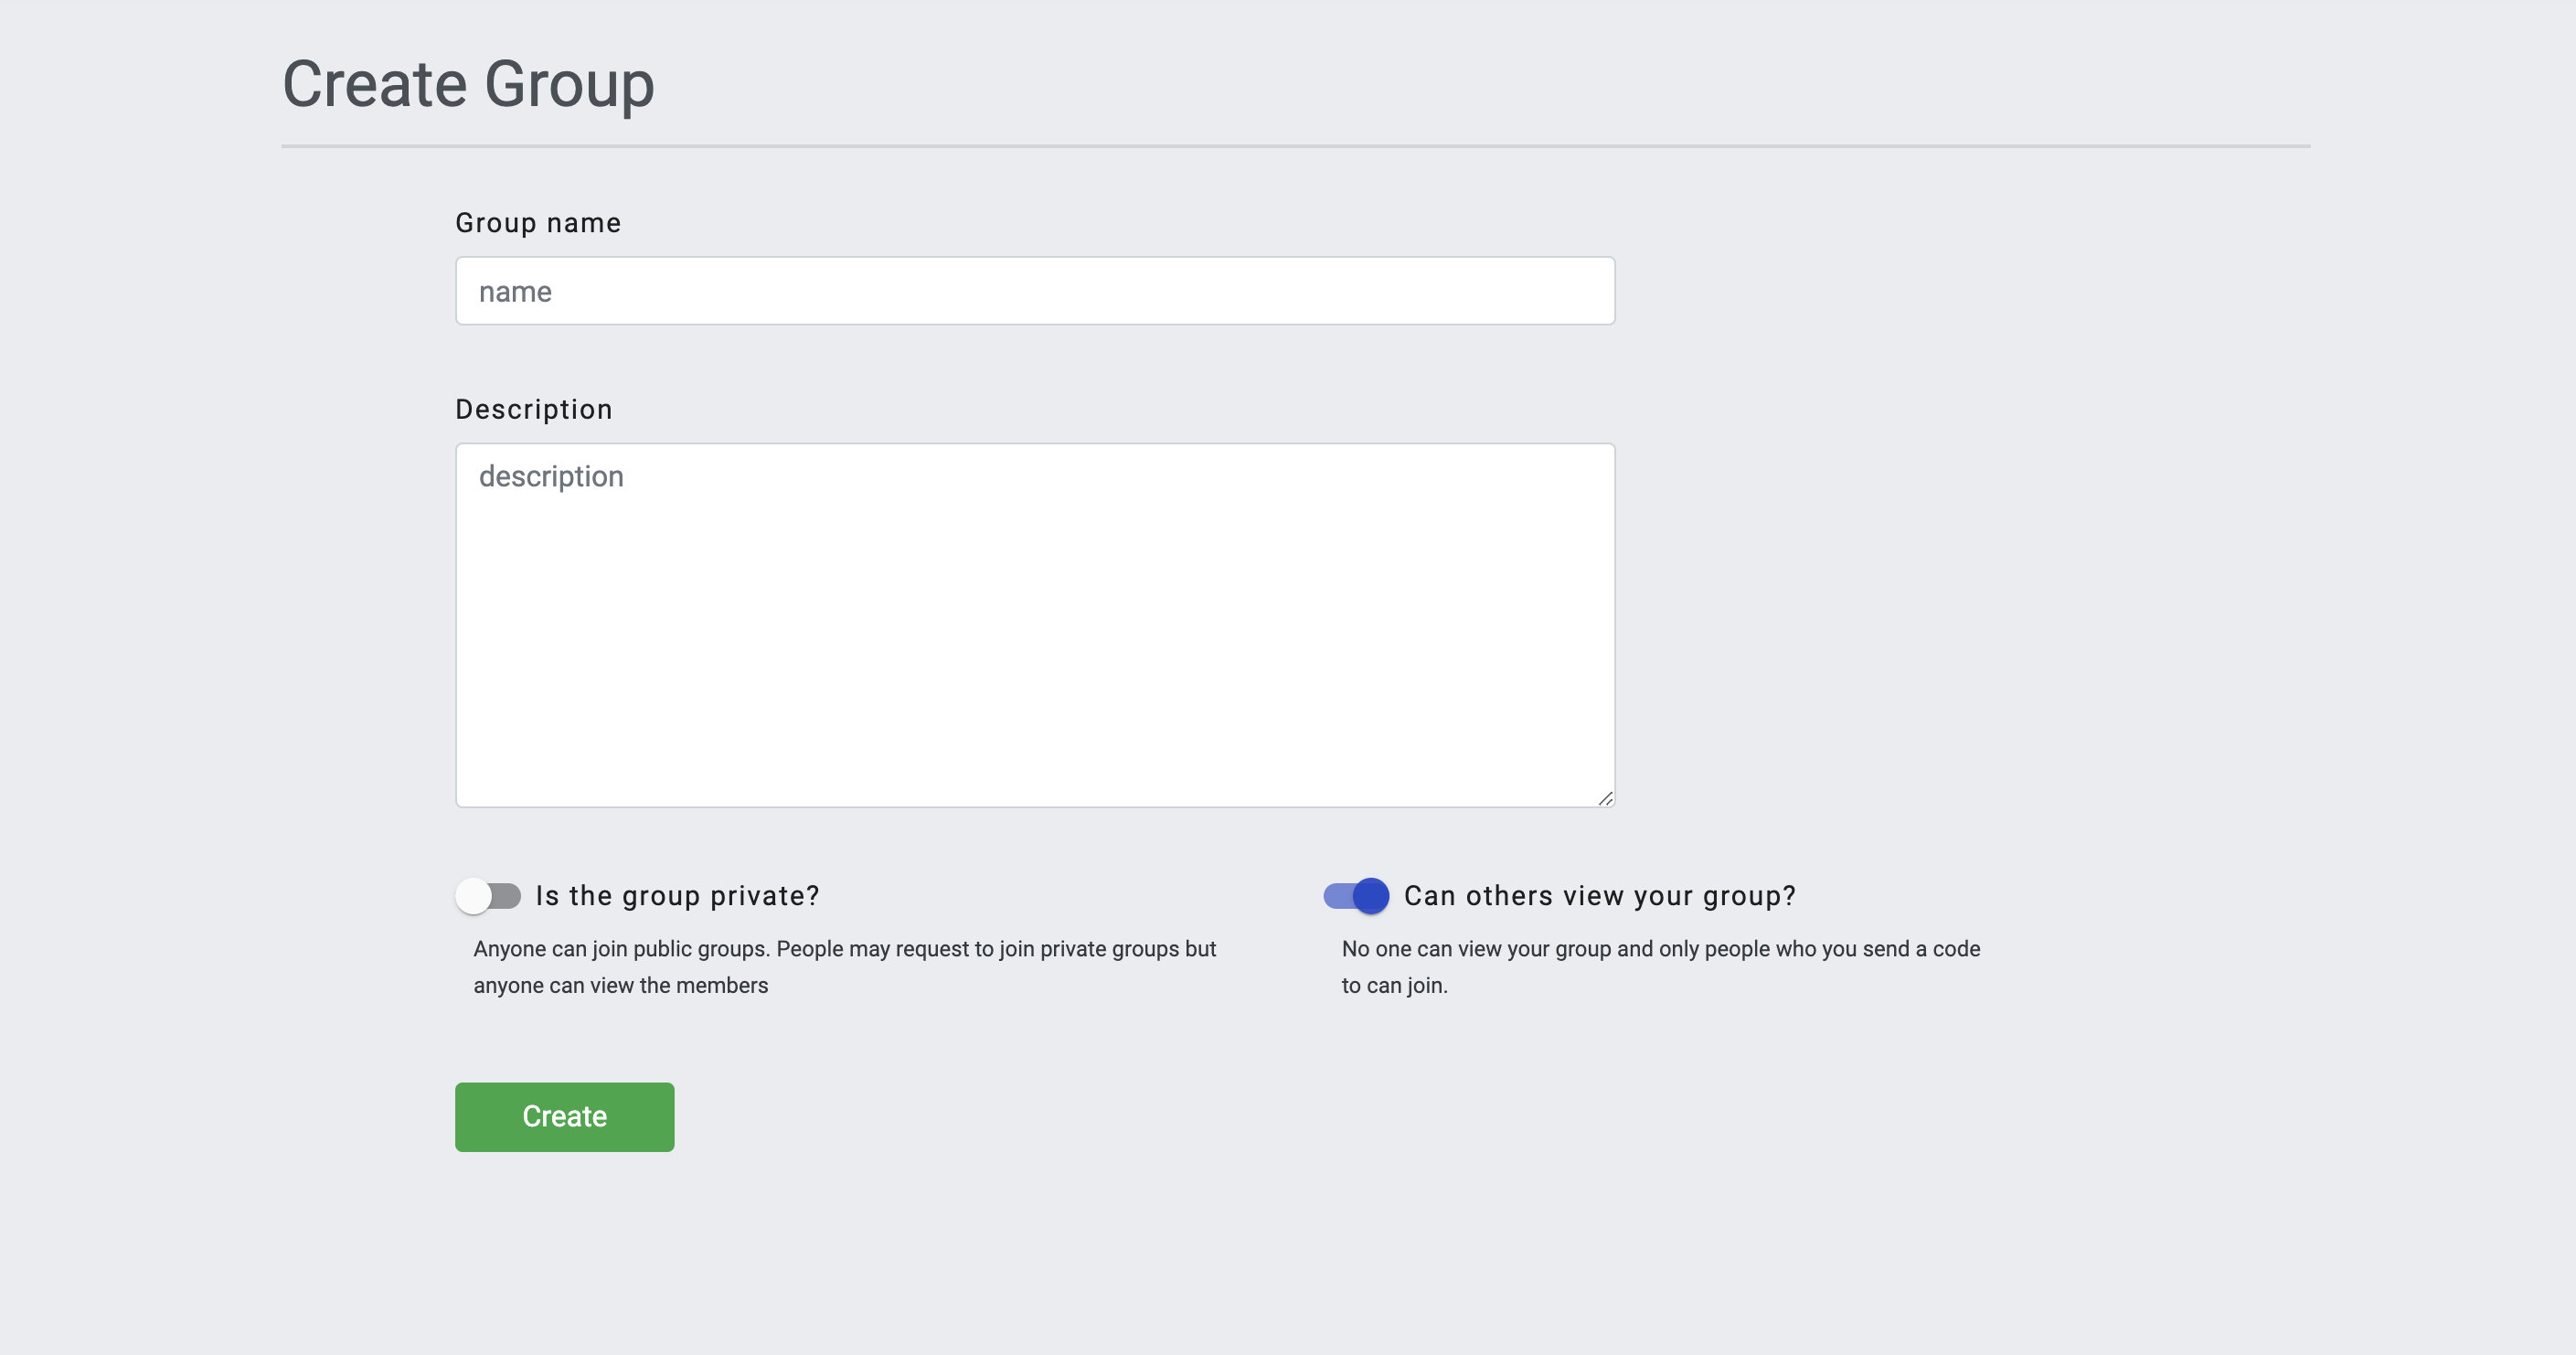 Create Group
Group name
name
Description
description
Is the group private?
Anyone can join public groups. People may request to join private groups but
anyone can view the members
Can others view your group?
No one can view your group and only people who you send a code
to can join.
Create